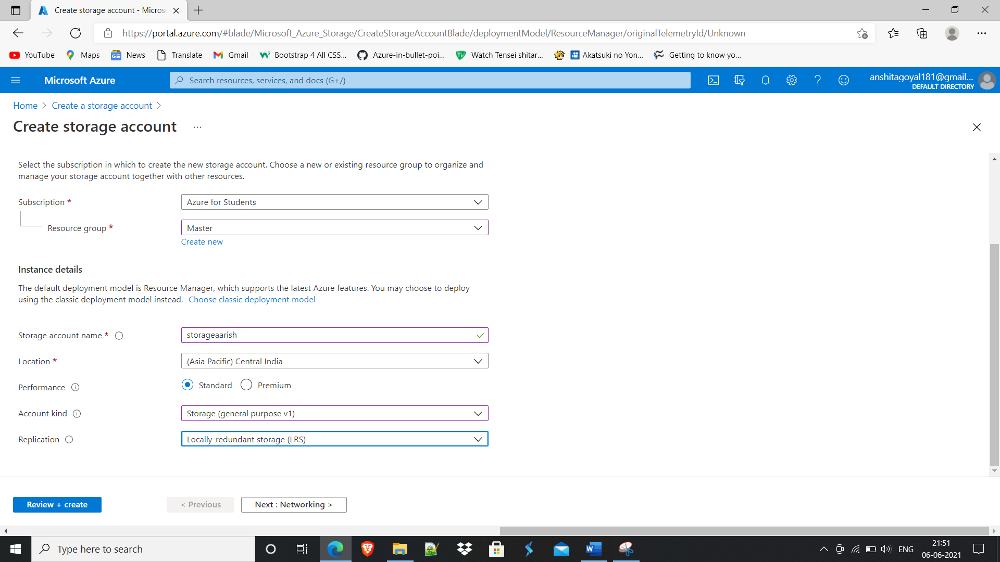 Create storage account - Micros
https://portal.azure.com/#blade/Microsoft_Azure_Storage/CreateStorageAccountBlade/deploymentModel/ResourceManager/originalTelemetryId/Unknown
YouTube Maps News Translate Gmail Bootstrap 4 All CSS... Azure-in-bullet-poi... Watch Tensei shitar... Akatsuki no Yon... Getting to know yo...
Microsoft Azure
Search resources, services, and docs (G+/)
anshitagoyal181@gmail...
DEFAULT DIRECTORY
Home > Create a storage account >
Create storage account ...
Select the subscription in which to create the new storage account. Choose a new or existing resource group to organize and
manage your storage account together with other resources.
Subscription * Azure for Students
Resource group * Master
Create new
Instance details
The default deployment model is Resource Manager, which supports the latest Azure features. You may choose to deploy
using the classic deployment model instead. Choose classic deployment model
Storage account name * storageaarish
Location * (Asia Pacific) Central India
Performance Standard Premium
Account kind Storage (general purpose v1)
Replication Locally-redundant storage (LRS)
Review + create < Previous Next : Networking >
Type here to search
ENG
21:51
06-06-2021